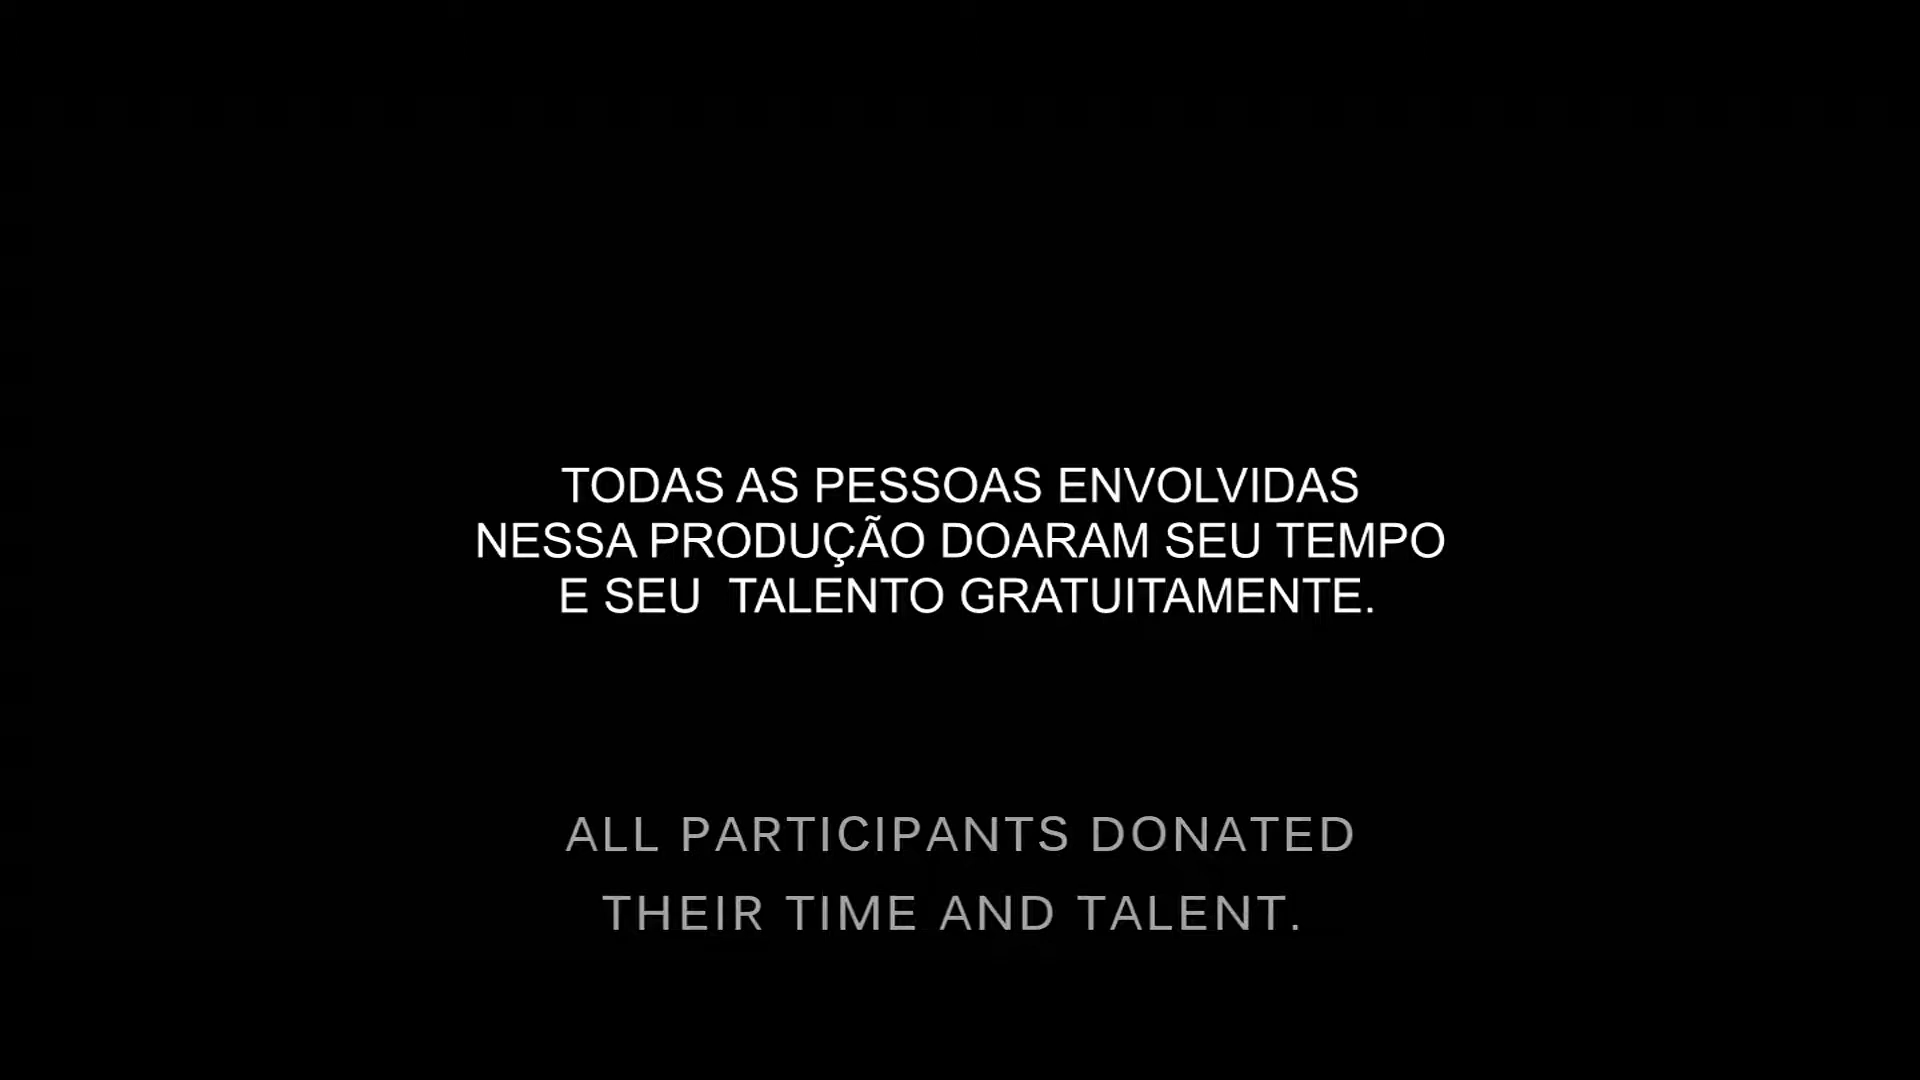 TODAS AS PESSOAS ENVOLVIDAS
NESSA PRODUÇÃO DOARAM SEU TEMPO
E SEU  TALENTO GRATUITAMENTE.
ALL PARTICIPANTS DONATED
THEIR TIME AND TALENT.